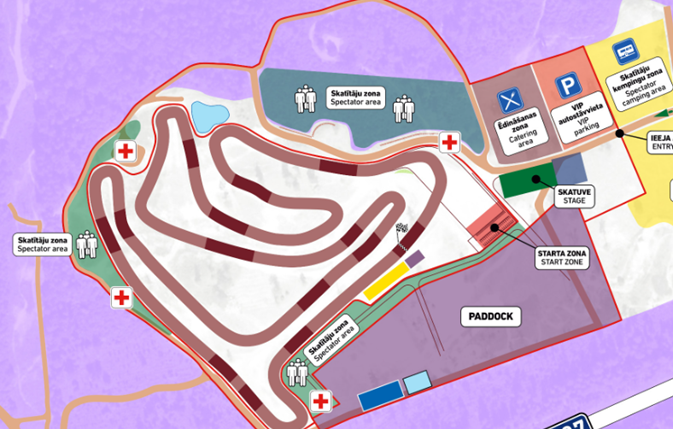 Skatītāju zona
Spectator area
Ēdināšanas
zona
Catering
area
P
VIP
autostāvvieta
VIP
parking
Skatītāju
kempingu zona
Spectator
camping area
IEEJA
ENTRY
SKATUVE
STAGE
STARTA ZONA
START ZONE
Skatītāju zona
Spectator area
Skatītāju zona
Spectator area
PADDOCK